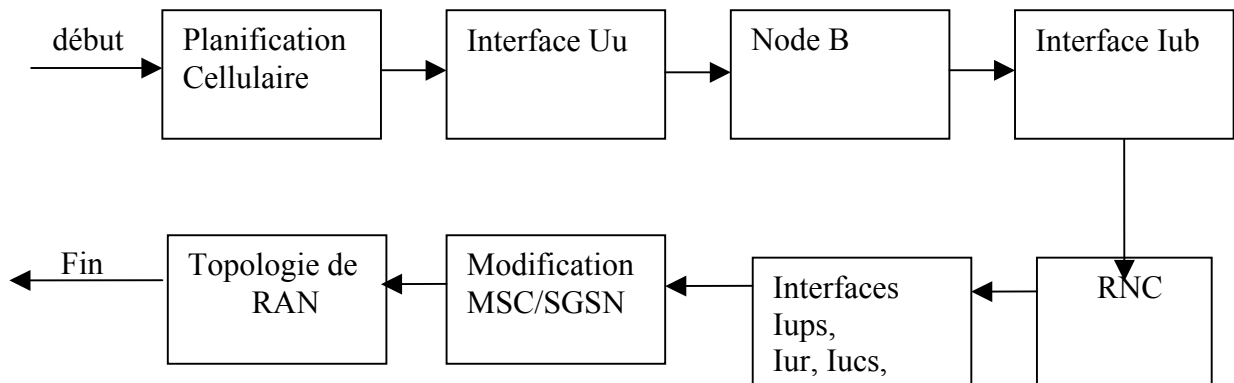 début
Planification
Cellulaire
Interface Uu
Node B
Interface Iub
Fin
Topologie de
RAN
Modification
MSC/SGSN
Interfaces
Iups,
Iur, Iucs,
RNC